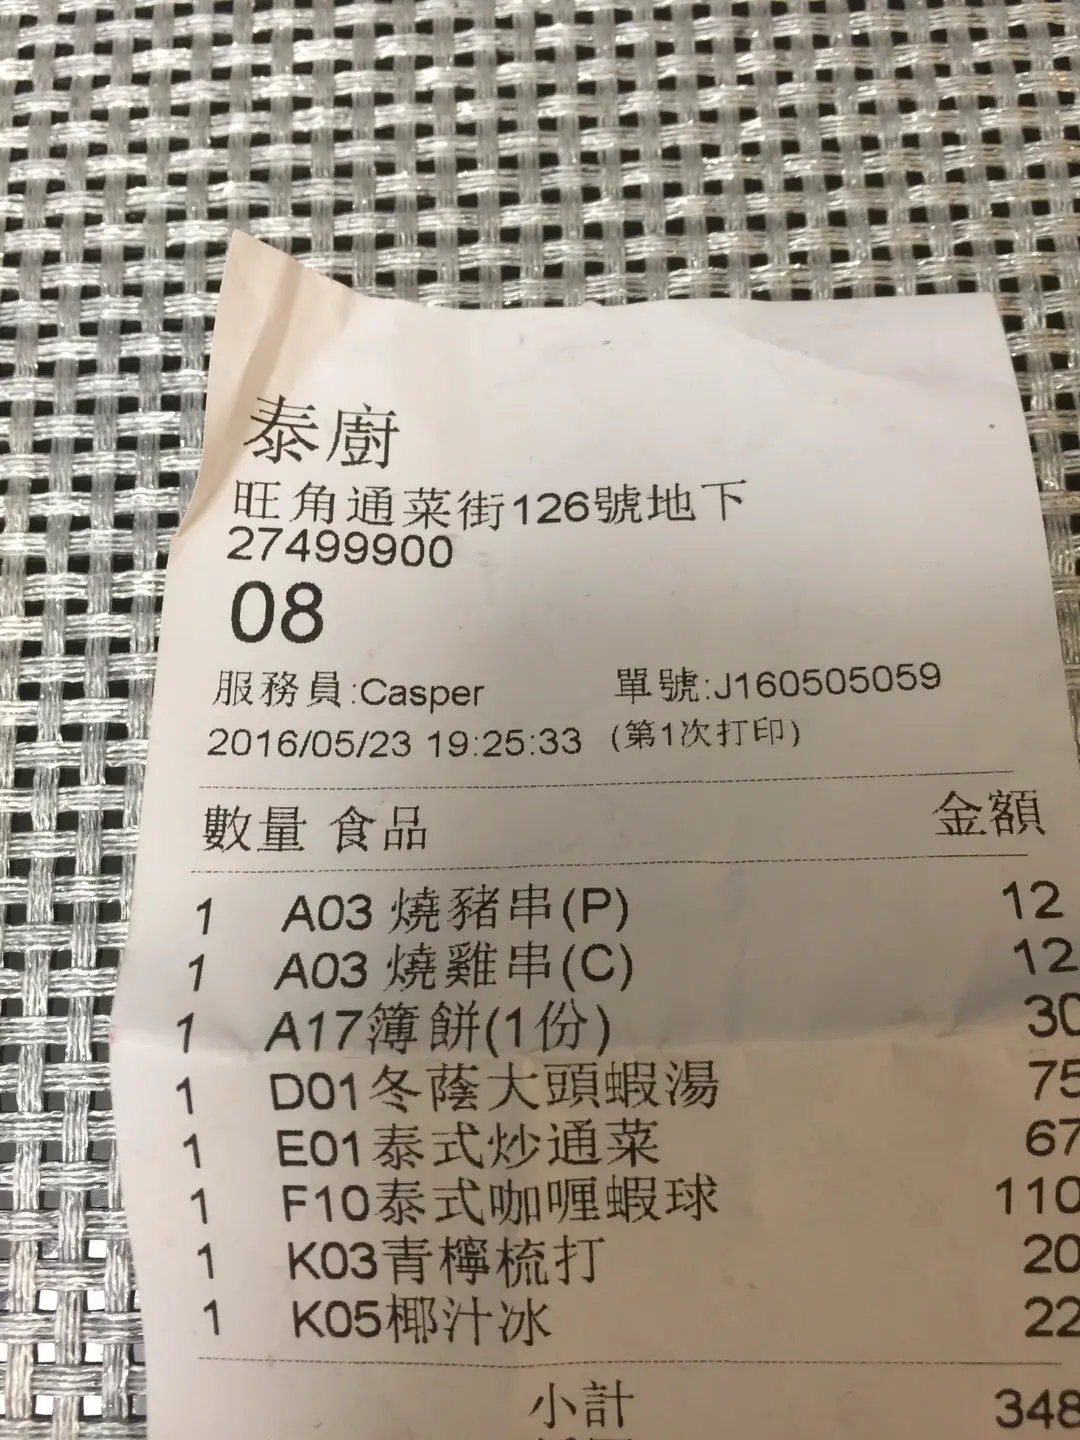 泰廚
旺角通菜街126號地下
27499900
08
服務員:Casper 單號:J160505059
2016/05/23 19:25:33 (第1次打印)
數量 食品 金額
1 A03 燒豬串(P) 12
1 A03 燒雞串(C) 12
1 A17簿餅(1份) 30
1 D01冬蔭大頭蝦湯 75
1 E01泰式炒通菜 67
1 F10泰式咖喱蝦球 110
1 K03青檸梳打 20
1 K05椰汁冰 22
小計 348